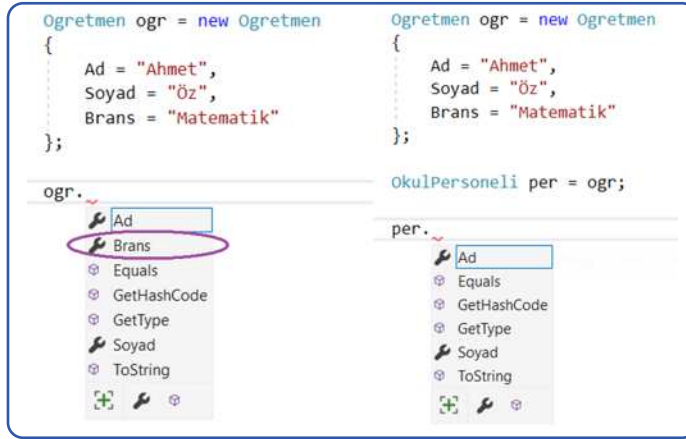 Ogretmen ogr = new Ogretmen
{
Ad = "Ahmet",
Soyad = "Öz",
Brans = "Matematik"
};
ogr.
Ad
Brans
Equals
GetHashCode
GetType
Soyad
ToString
Ogretmen ogr = new Ogretmen
{
Ad = "Ahmet",
Soyad = "Öz",
Brans = "Matematik"
};
OkulPersoneli per = ogr;
per.
Ad
Equals
GetHashCode
GetType
Soyad
ToString